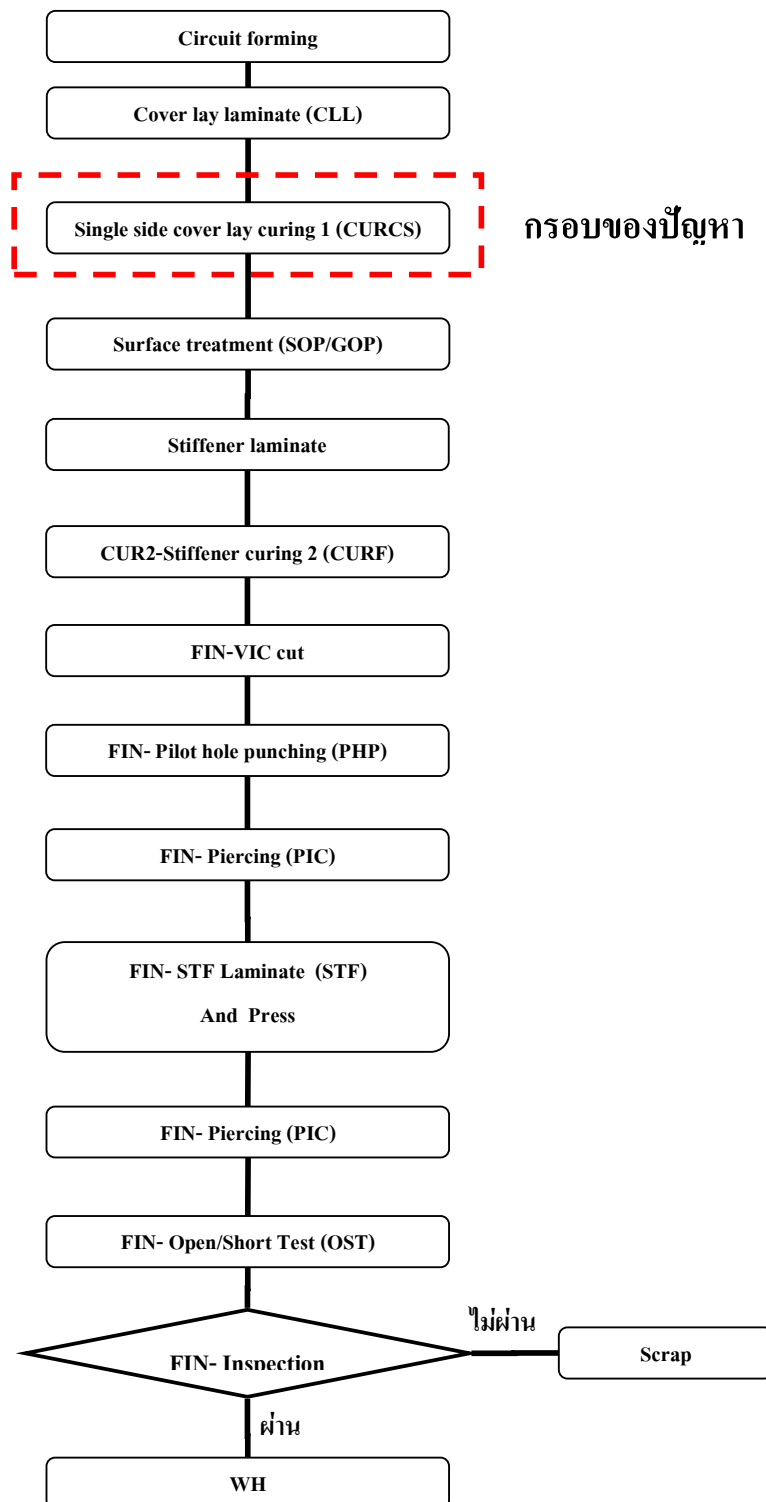 Circuit forming
Cover lay laminate (CLL)
Single side cover lay curing 1 (CURCS)
กรอบของปัญหา
Surface treatment (SOP/GOP)
Stiffener laminate
CUR2-Stiffener curing 2 (CURF)
FIN-VIC cut
FIN- Pilot hole punching (PHP)
FIN- Piercing (PIC)
FIN- STF Laminate (STF)
And Press
FIN- Piercing (PIC)
FIN- Open/Short Test (OST)
ไม่ผ่าน
FIN- Inspection
Scrap
ผ่าน
WH